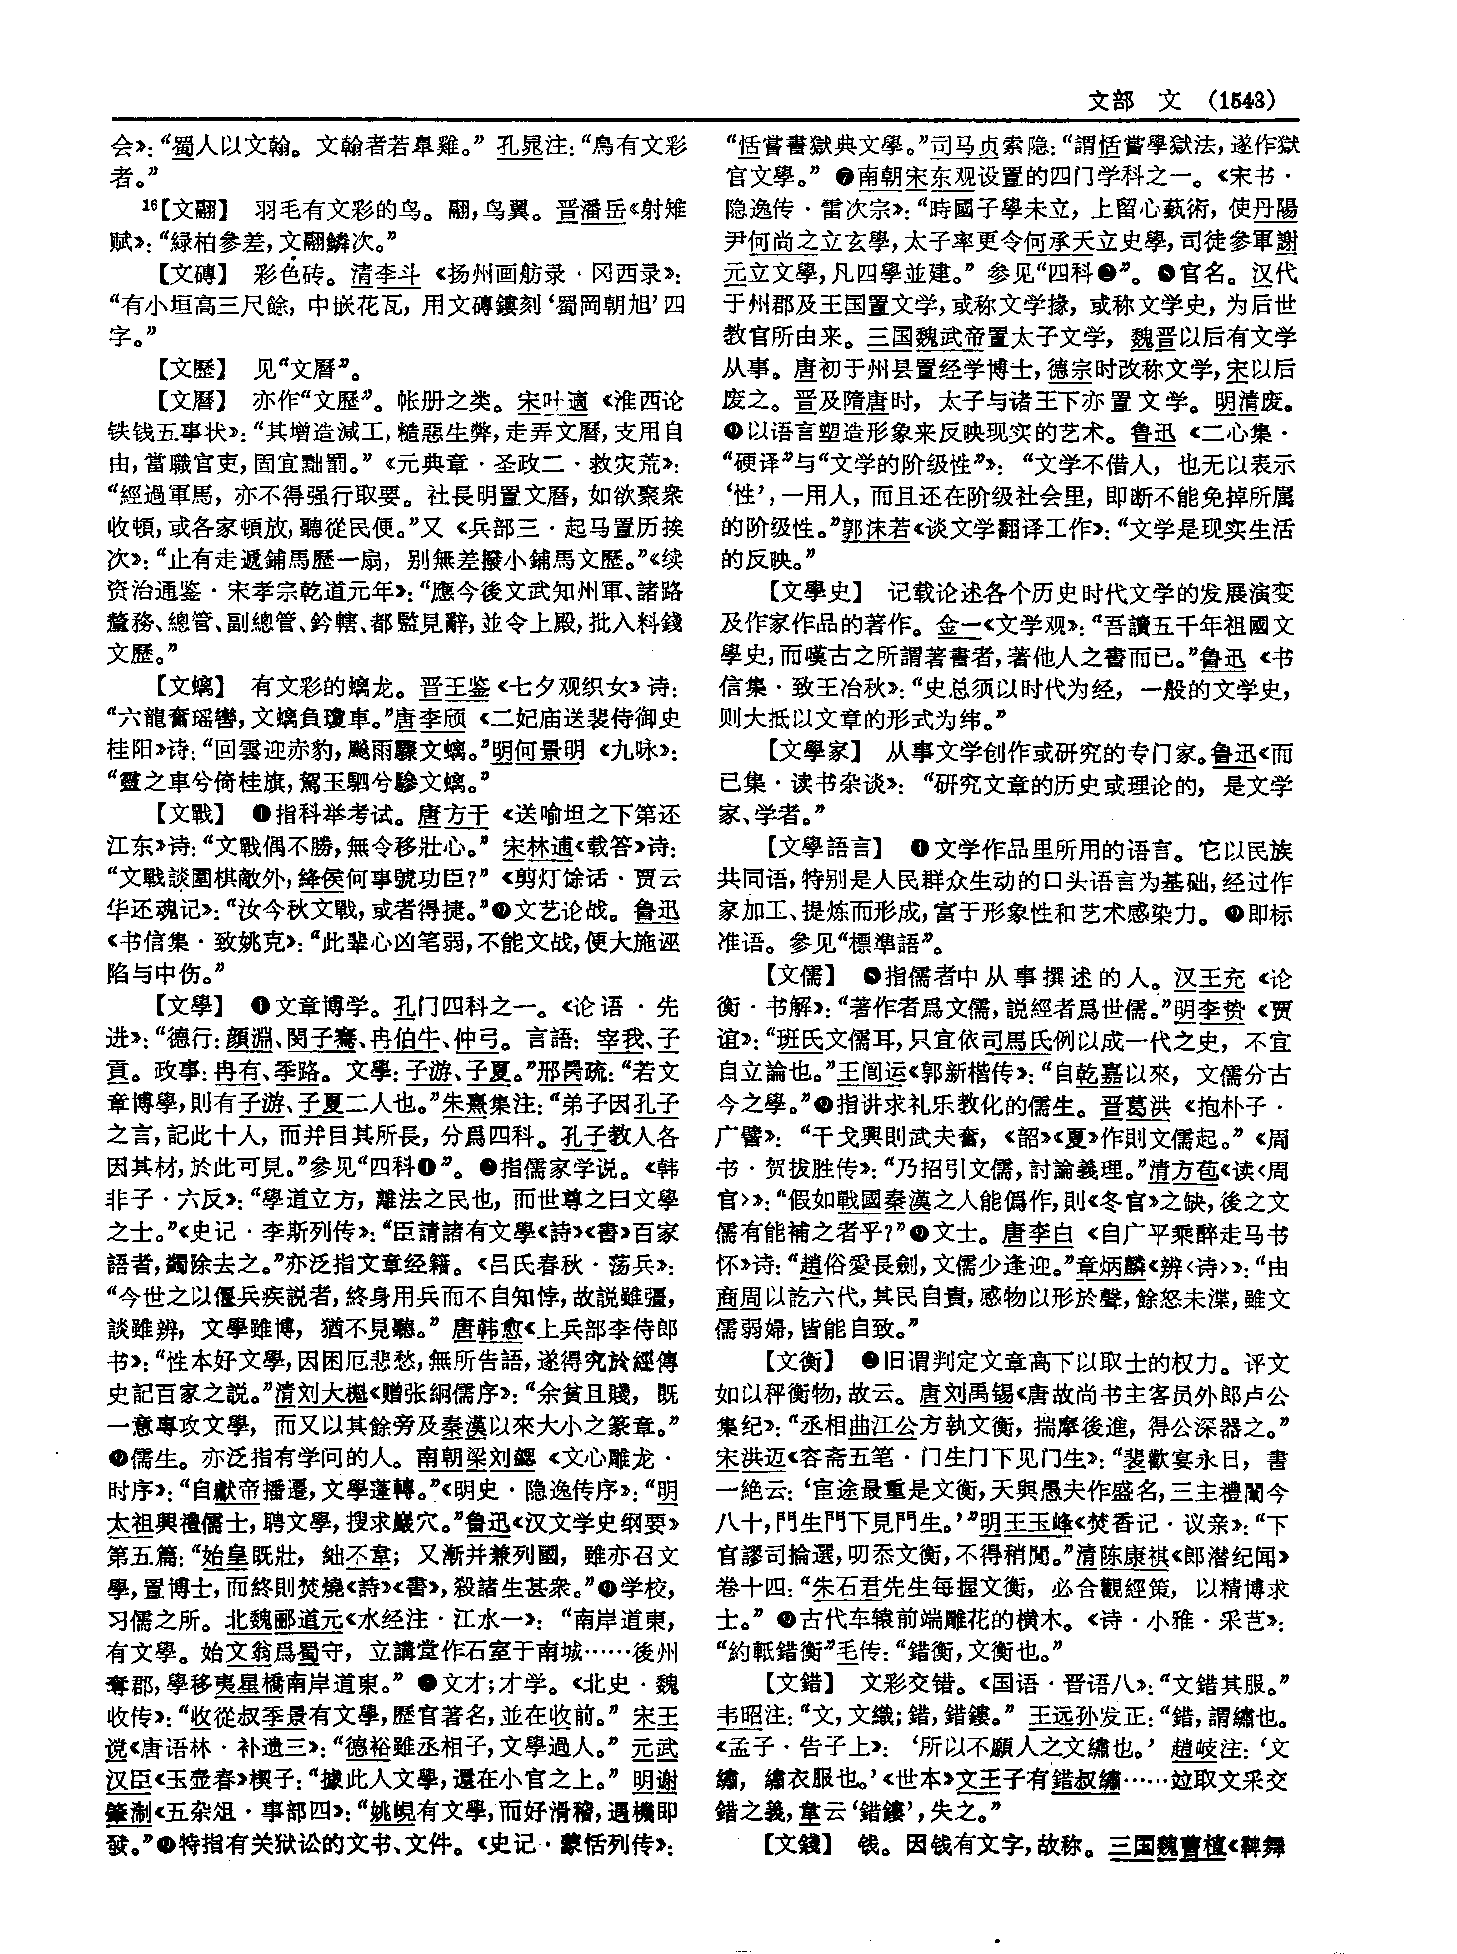 文部　文　(1543)
会》：“蜀人以文翰。文翰者若皐雞。”孔晁注：“鳥有文彩
者。”
16【文翮】　羽毛有文彩的鸟。翮，鸟翼。晋潘岳《射雉
赋》：“緑柏參差，文翮鱗次。”
【文磚】　彩色砖。清李斗《扬州画舫录·冈西录》：
“有小垣高三尺餘，中嵌花瓦，用文磚鏤刻‘蜀岡朝旭’四
字。”
【文歷】　见“文曆”。
【文曆】　亦作“文歷”。帐册之类。宋叶適《淮西论
铁钱五事状》：“其增造減工，糙惡生弊，走弄文曆，支用自
由，當職官吏，固宜黜罰。”《元典章·圣政二·救灾荒》：
“經過軍馬，亦不得强行取要。社長明置文曆，如欲聚衆
收頓，或各家頓放，聽從民便。”又《兵部三·起马置历挨
次》：“止有走遞鋪馬歷一扇，别無差撥小鋪馬文歷。”《续
资治通鉴·宋孝宗乾道元年》：“應今後文武知州軍、諸路
釐務、總管、副總管、鈐轄、都監見辭，並令上殿，批入料錢
文歷。”
【文螭】　有文彩的螭龙。晋王鉴《七夕观织女》诗：
“六龍奮瑶轡，文螭負瓊車。”唐李颀《二妃庙送裴侍御史
桂阳》诗：“回雲迎赤豹，飈雨驟文螭。”明何景明《九咏》：
“靈之車兮倚桂旗，駕玉駟兮驂文螭。”
【文戰】　❶指科举考试。唐方干《送喻坦之下第还
江东》诗：“文戰偶不勝，無令移壯心。”宋林逋《载答》诗：
“文戰談圍棋敵外，絳侯何事號功臣？”《剪灯馀话·贾云
华还魂记》：“汝今秋文戰，或者得捷。”❷文艺论战。鲁迅
《书信集·致姚克》：“此辈心凶笔弱，不能文战，便大施诬
陷与中伤。”
【文學】　❶文章博学。孔门四科之一。《论语·先
进》：“德行：顔淵、閔子騫、冉伯牛、仲弓。言語：宰我、子
貢。政事：冉有、季路。文學：子游、子夏。”邢昺疏：“若文
章博學，則有子游、子夏二人也。”朱熹集注：“弟子因孔子
之言，記此十人，而并目其所長，分爲四科。孔子教人各
因其材，於此可見。”参见“四科❶”。❷指儒家学说。《韩
非子·六反》：“學道立方，離法之民也，而世尊之曰文學
之士。”《史记·李斯列传》：“臣請諸有文學《詩》《書》百家
語者，蠲除去之。”亦泛指文章经籍。《吕氏春秋·荡兵》：
“今世之以偃兵疾説者，終身用兵而不自知悖，故説雖彊，
談雖辨，文學雖博，猶不見聽。”唐韩愈《上兵部李侍郎
书》：“性本好文學，因困厄悲愁，無所告語，遂得究於經傳
史記百家之説。”清刘大櫆《赠张絧儒序》：“余貧且賤，既
一意專攻文學，而又以其餘旁及秦漢以來大小之篆章。”
❸儒生。亦泛指有学问的人。南朝梁刘勰《文心雕龙·
时序》：“自獻帝播遷，文學蓬轉。”《明史·隐逸传序》：“明
太祖興禮儒士，聘文學，搜求巖穴。”鲁迅《汉文学史纲要》
第五篇：“始皇既壯，絀不韋；又漸并兼列國，雖亦召文
學，置博士，而終則焚燒《詩》《書》，殺諸生甚衆。”❹学校，
习儒之所。北魏郦道元《水经注·江水一》：“南岸道東，
有文學。始文翁爲蜀守，立講堂作石室于南城……後州
奪郡，學移夷星橋南岸道東。”❺文才；才学。《北史·魏
收传》：“收從叔季景有文學，歷官著名，並在收前。”宋王
谠《唐语林·补遗三》：“德裕雖丞相子，文學過人。”元武
汉臣《玉壶春》楔子：“據此人文學，還在小官之上。”明谢
肇淛《五杂俎·事部四》：“姚峴有文學，而好滑稽，遇機即
發。”❻特指有关狱讼的文书、文件。《史记·蒙恬列传》：
“恬嘗書獄典文學。”司马贞索隐：“謂恬嘗學獄法，遂作獄
官文學。”❼南朝宋东观设置的四门学科之一。《宋书·
隐逸传·雷次宗》：“時國子學未立，上留心蓺術，使丹陽
尹何尚之立玄學，太子率更令何承天立史學，司徒參軍謝
元立文學，凡四學並建。”参见“四科❷”。❽官名。汉代
于州郡及王国置文学，或称文学掾，或称文学史，为后世
教官所由来。三国魏武帝置太子文学，魏晋以后有文学
从事。唐初于州县置经学博士，德宗时改称文学，宋以后
废之。晋及隋唐时，太子与诸王下亦置文学。明清废。
❾以语言塑造形象来反映现实的艺术。鲁迅《二心集·
“硬译”与“文学的阶级性”》：“文学不借人，也无以表示
‘性’，一用人，而且还在阶级社会里，即断不能免掉所属
的阶级性。”郭沫若《谈文学翻译工作》：“文学是现实生活
的反映。”
【文學史】　记载论述各个历史时代文学的发展演变
及作家作品的著作。金一《文学观》：“吾讀五千年祖國文
學史，而嘆古之所謂著書者，著他人之書而已。”鲁迅《书
信集·致王冶秋》：“史总须以时代为经，一般的文学史，
则大抵以文章的形式为纬。”
【文學家】　从事文学创作或研究的专门家。鲁迅《而
已集·读书杂谈》：“研究文章的历史或理论的，是文学
家、学者。”
【文學語言】　❶文学作品里所用的语言。它以民族
共同语，特别是人民群众生动的口头语言为基础，经过作
家加工、提炼而形成，富于形象性和艺术感染力。❷即标
准语。参见“標準語”。
【文儒】　❶指儒者中从事撰述的人。汉王充《论
衡·书解》：“著作者爲文儒，説經者爲世儒。”明李贽《贾
谊》：“班氏文儒耳，只宜依司馬氏例以成一代之史，不宜
自立論也。”王闿运《郭新楷传》：“自乾嘉以來，文儒分古
今之學。”❷指讲求礼乐教化的儒生。晋葛洪《抱朴子·
广譬》：“干戈興則武夫奮，《韶》《夏》作則文儒起。”《周
书·贺拔胜传》：“乃招引文儒，討論義理。”清方苞《读〈周
官〉》：“假如戰國秦漢之人能僞作，則《冬官》之缺，後之文
儒有能補之者乎？”❸文士。唐李白《自广平乘醉走马书
怀》诗：“趙俗愛長劍，文儒少逢迎。”章炳麟《辨〈诗〉》：“由
商周以訖六代，其民自貴，感物以形於聲，餘怒未渫，雖文
儒弱婦，皆能自致。”
【文衡】　❶旧谓判定文章高下以取士的权力。评文
如以秤衡物，故云。唐刘禹锡《唐故尚书主客员外郎卢公
集纪》：“丞相曲江公方執文衡，揣摩後進，得公深器之。”
宋洪迈《容斋五笔·门生门下见门生》：“裴歡宴永日，書
一絶云：‘宦途最重是文衡，天與愚夫作盛名，三主禮闈今
八十，門生門下見門生。’”明王玉峰《焚香记·议亲》：“下
官謬司掄選，叨忝文衡，不得稍閒。”清陈康祺《郎潜纪闻》
卷十四：“朱石君先生每握文衡，必合觀經策，以精博求
士。”❷古代车辕前端雕花的横木。《诗·小雅·采芑》：
“約軝錯衡”毛传：“錯衡，文衡也。”
【文錯】　文彩交错。《国语·晋语八》：“文錯其服。”
韦昭注：“文，文織；錯，錯鏤。”王远孙发正：“錯，謂繡也。
《孟子·告子上》：‘所以不願人之文繡也。’趙岐注：‘文
繡，繡衣服也。’《世本》文王子有錯叔繡……竝取文采交
錯之義，韋云‘錯鏤’，失之。”
【文錢】　钱。因钱有文字，故称。三国魏曹植《鞞舞